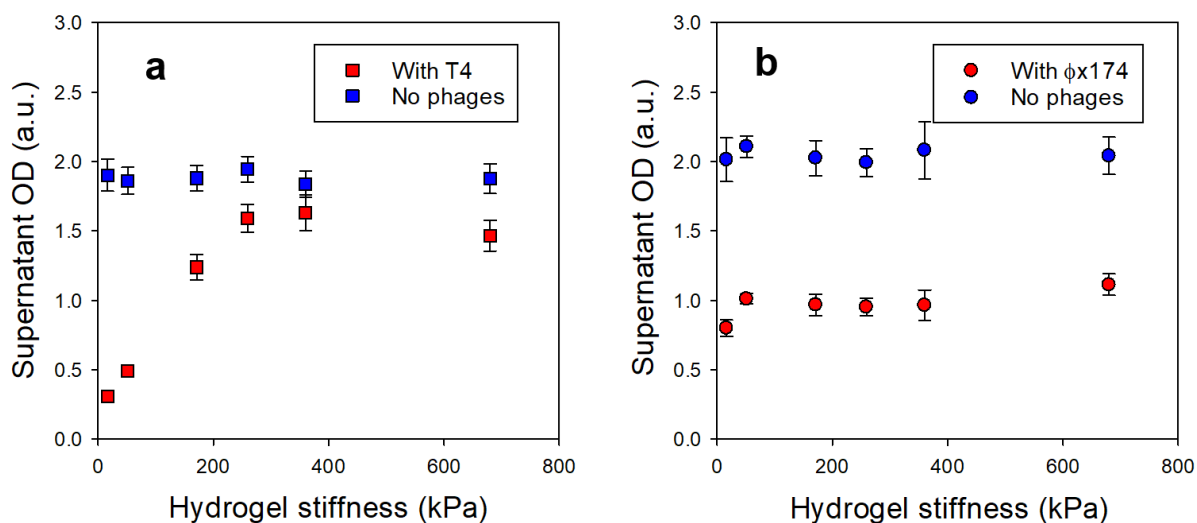 a
With T4
No phages
Supernatant OD (a.u.)
3.0
2.5
2.0
1.5
1.0
0.5
0.0
0 200 400 600 800
Hydrogel stiffness (kPa)
b
With ϕx174
No phages
Supernatant OD (a.u.)
3.0
2.5
2.0
1.5
1.0
0.5
0.0
0 200 400 600 800
Hydrogel stiffness (kPa)